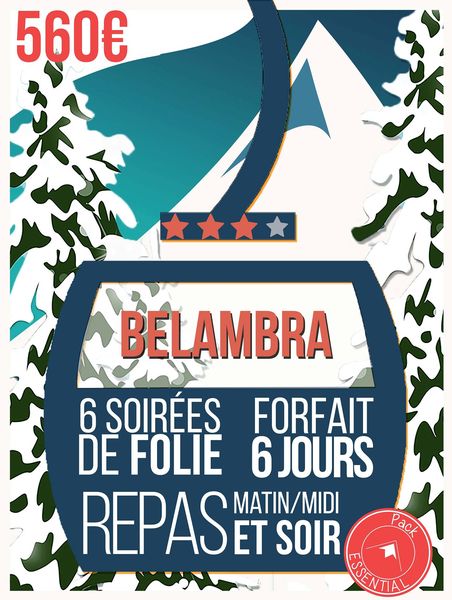 560€
BELAMBRA
6 SOIRÉES
DE FOLIE
FORFAIT
6 JOURS
REPAS
MATIN/MIDI
ET SOIR
Pack
ESSENTIAL